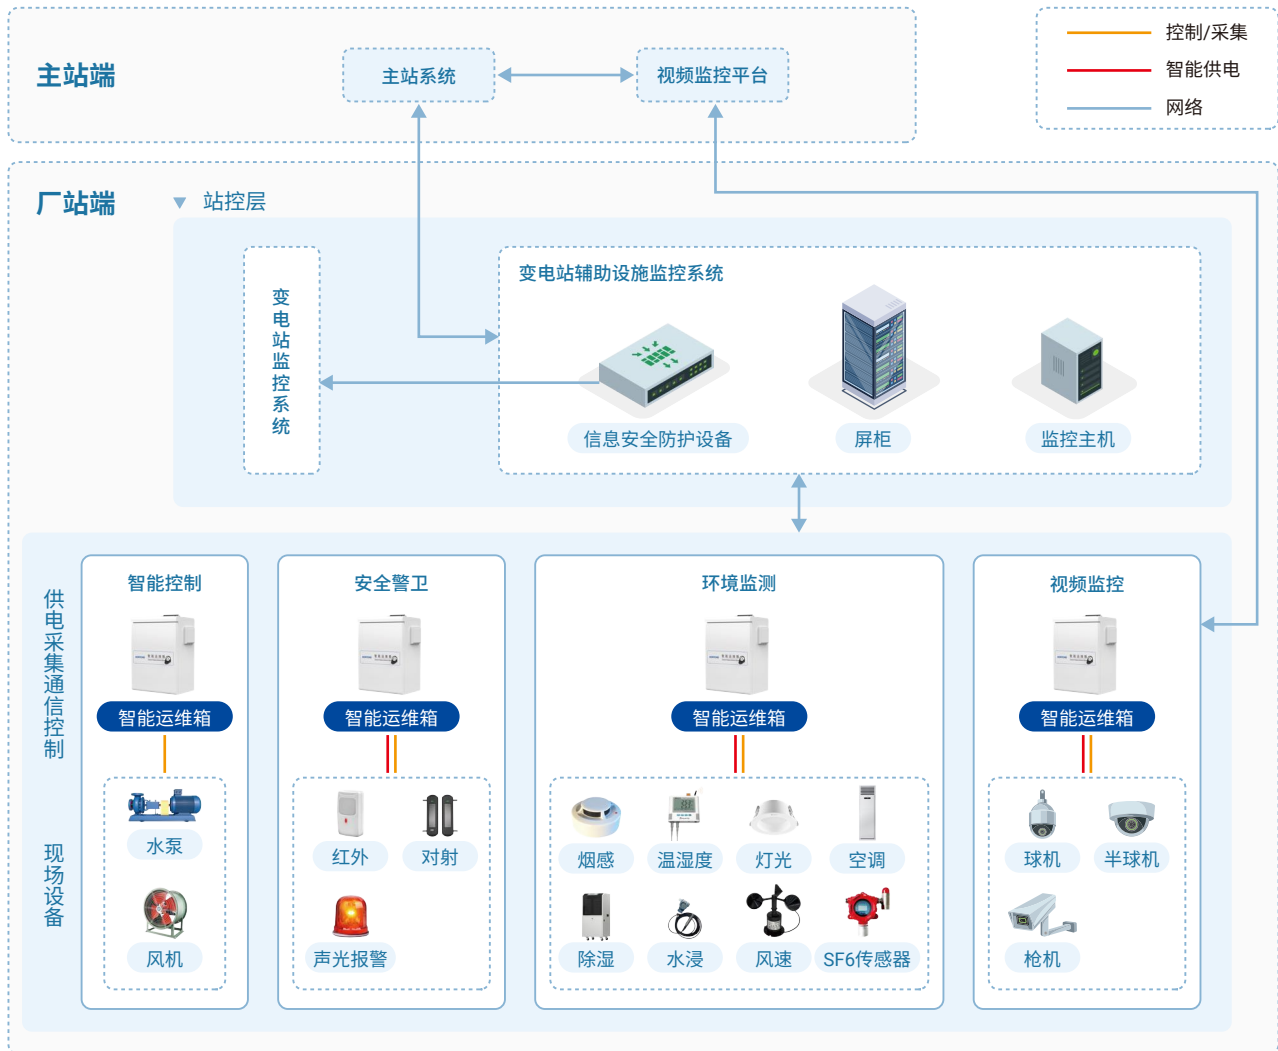 控制/采集
智能供电
网络
主站端
主站系统
视频监控平台
厂站端
站控层
变电站监控系统
变电站辅助设施监控系统
信息安全防护设备
屏柜
监控主机
供电采集通信控制
现场设备
智能控制
智能运维箱
水泵
风机
安全警卫
智能运维箱
红外
对射
声光报警
环境监测
智能运维箱
烟感
温湿度
灯光
空调
除湿
水浸
风速
SF6传感器
视频监控
智能运维箱
球机
半球机
枪机